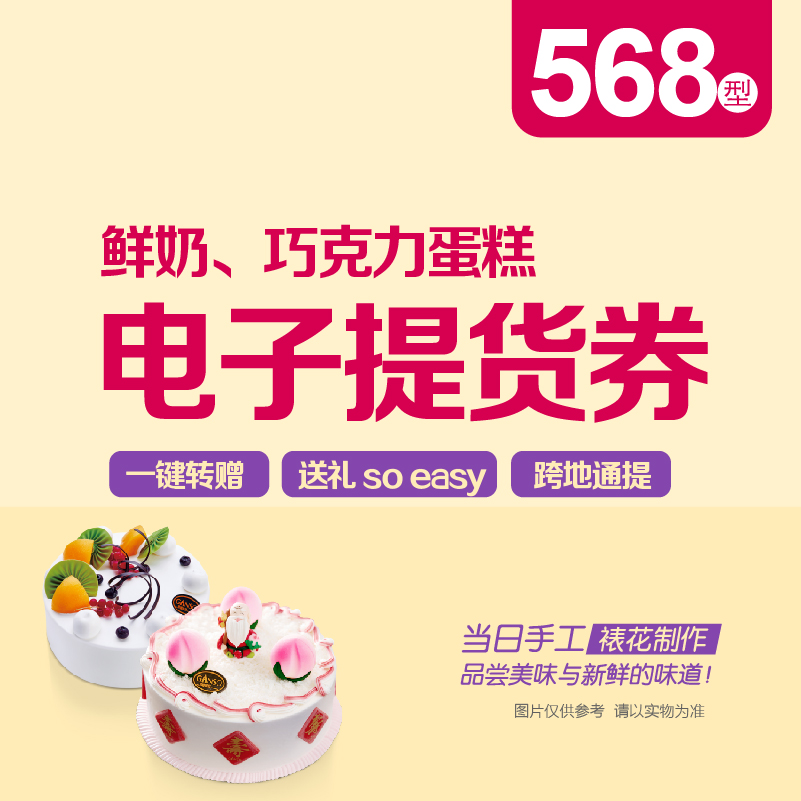 568型
鲜奶、巧克力蛋糕
电子提货券
一键转赠
送礼 so easy
跨地通提
当日手工 裱花制作
品尝美味与新鲜的味道!
图片仅供参考 请以实物为准
GANSO
GANSO
壽